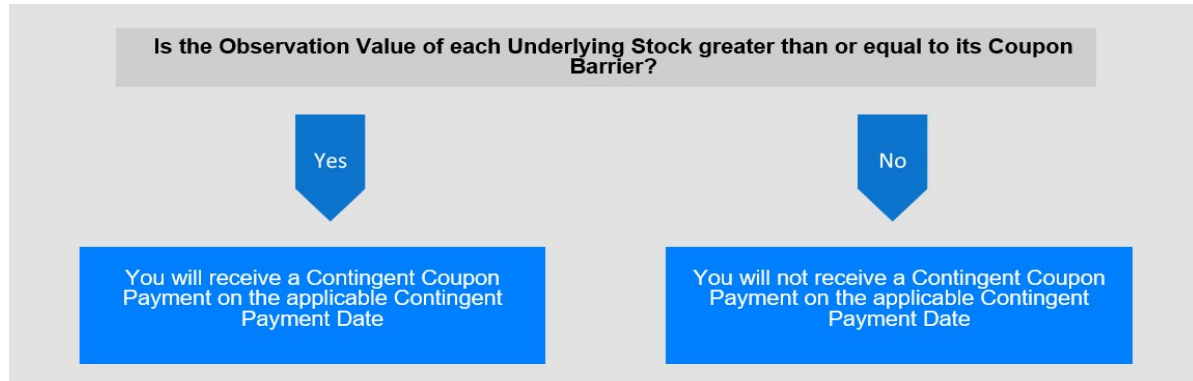 Is the Observation Value of each Underlying Stock greater than or equal to its Coupon
Barrier?
Yes
No
You will receive a Contingent Coupon
Payment on the applicable Contingent
Payment Date
You will not receive a Contingent Coupon
Payment on the applicable Contingent
Payment Date